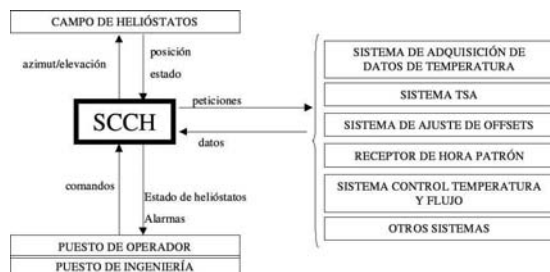 CAMPO DE HELIÓSTATOS
azimut/elevación
posición
estado
peticiones
SCCH
datos
comandos
Estado de helióstatos
Alarmas
PUESTO DE OPERADOR
PUESTO DE INGENIERÍA
SISTEMA DE ADQUISICIÓN DE
DATOS DE TEMPERATURA
SISTEMA TSA
SISTEMA DE AJUSTE DE OFFSETS
RECEPTOR DE HORA PATRÓN
SISTEMA CONTROL TEMPERATURA
Y FLUJO
OTROS SISTEMAS